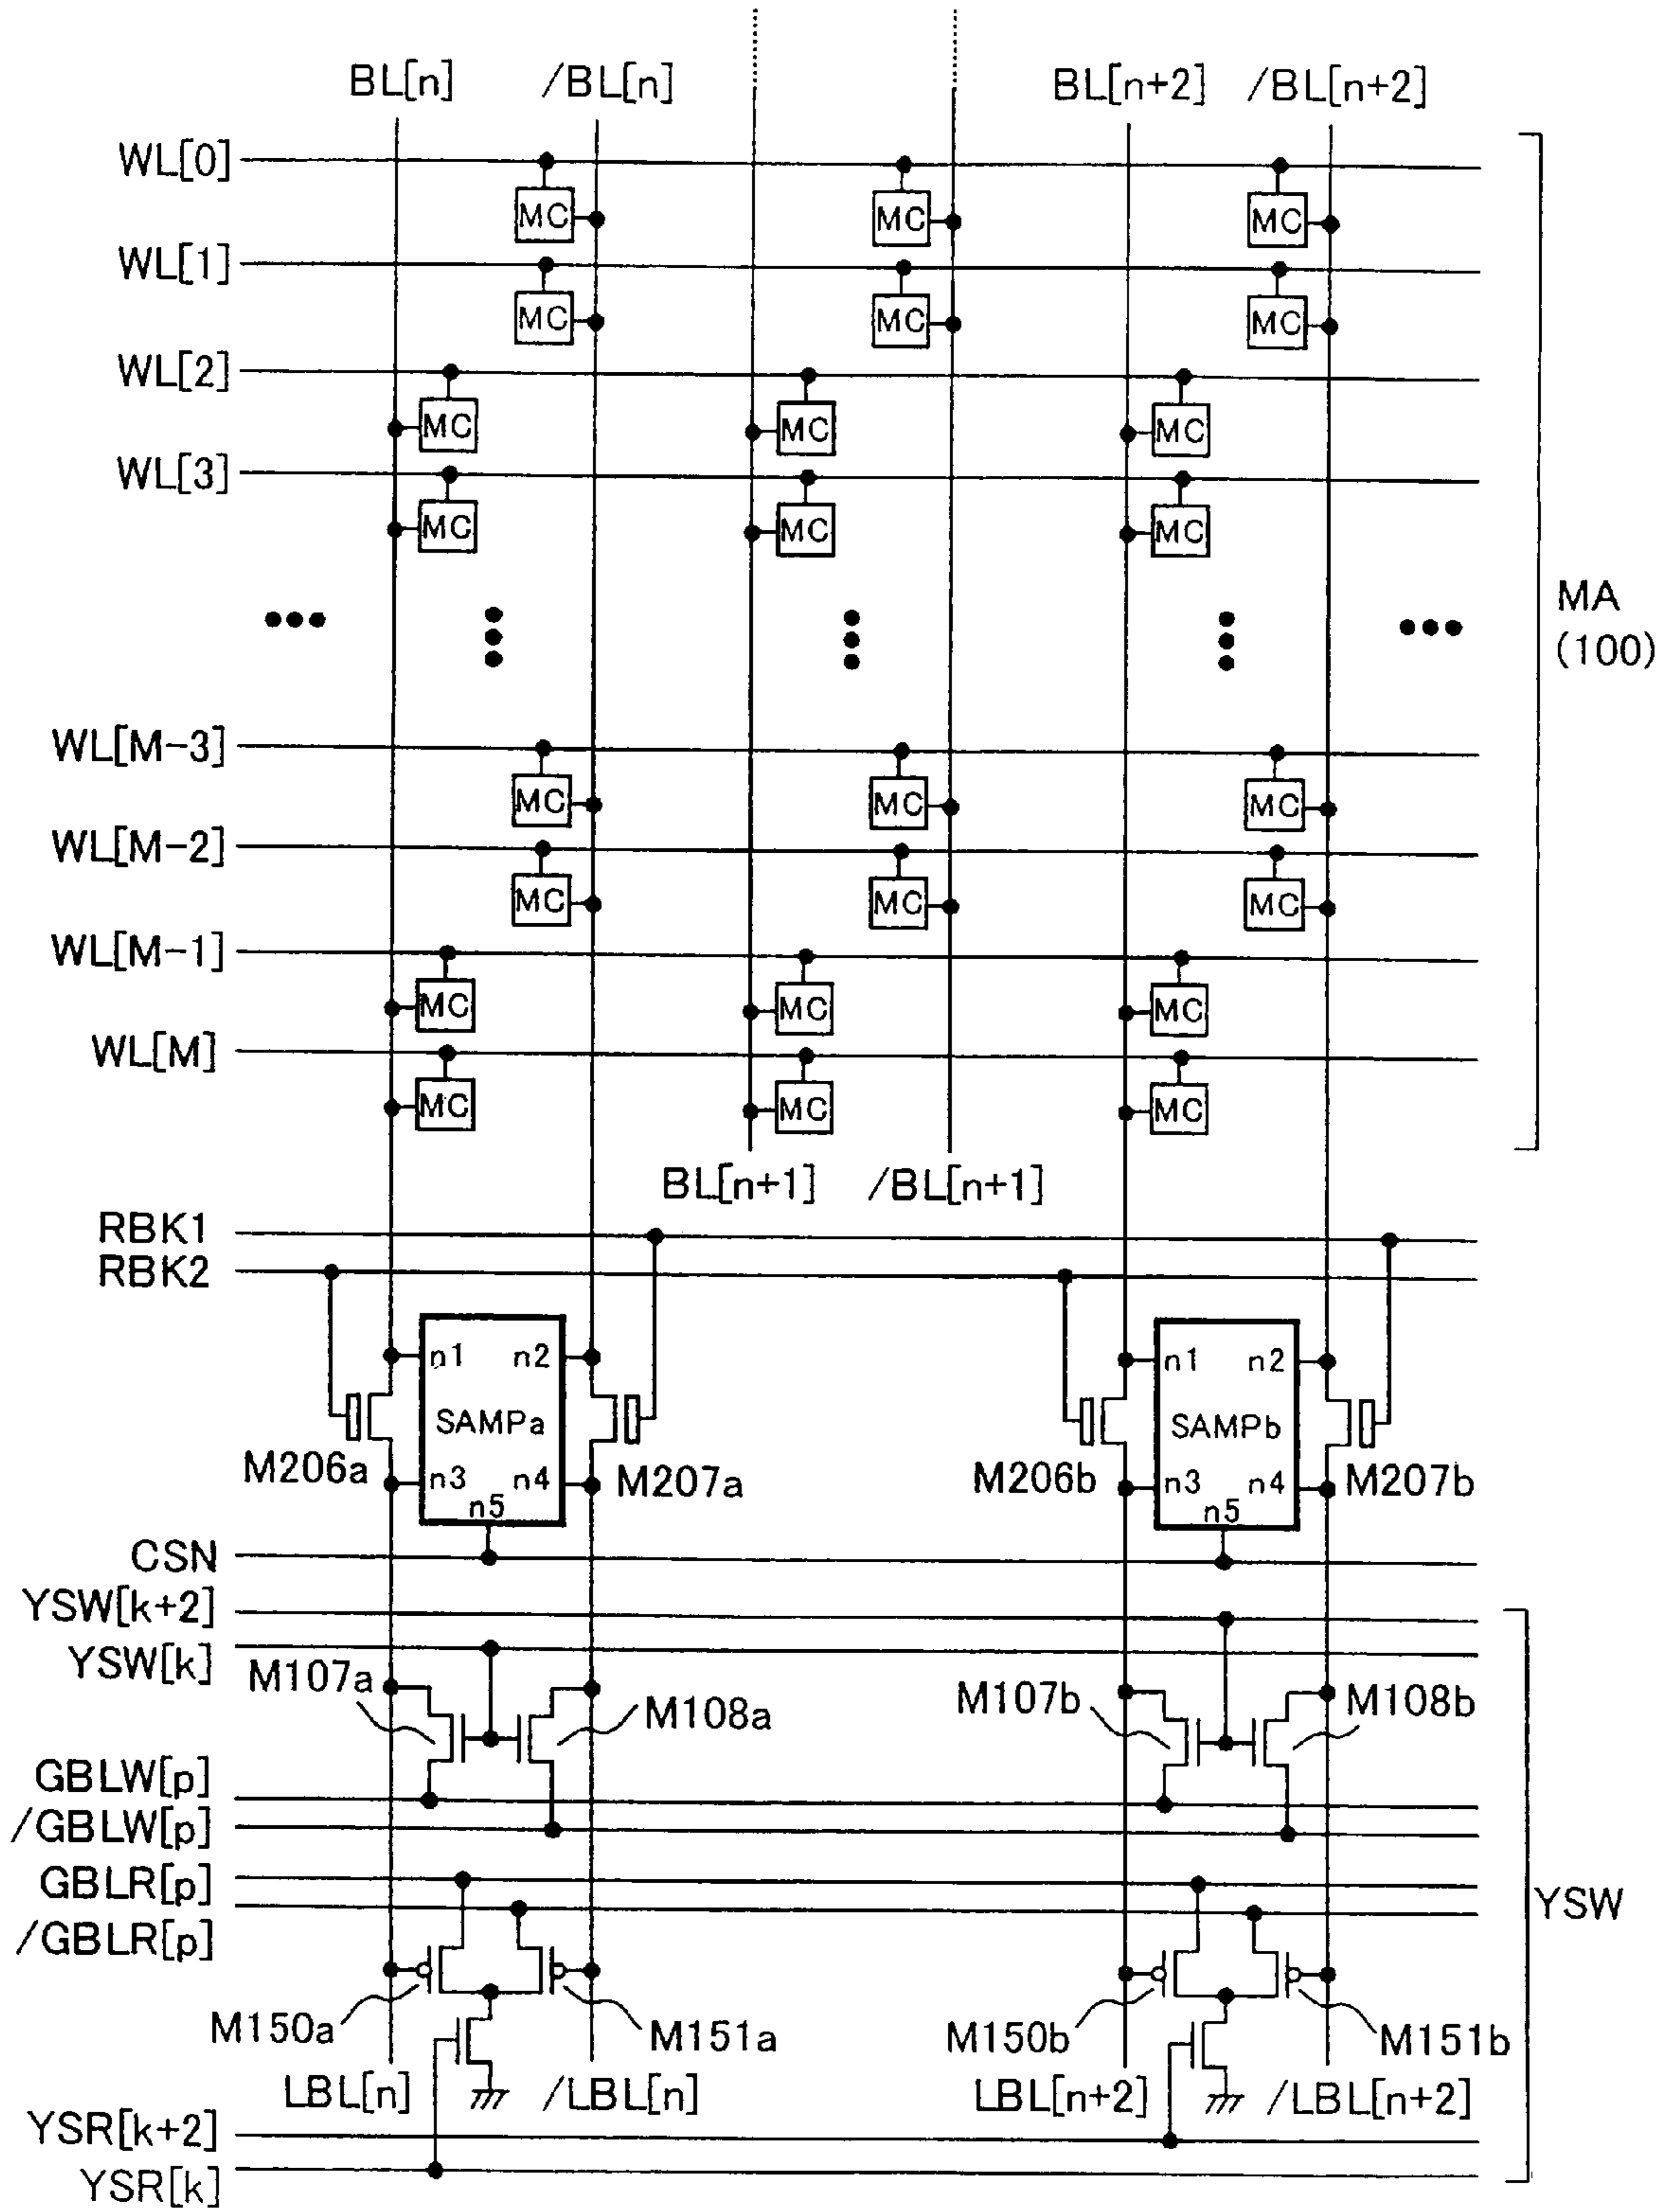 BL[n] /BL[n] BL[n+2] /BL[n+2]
WL[0]
MC MC MC
WL[1]
MC MC MC
WL[2]
MC MC MC
WL[3]
MC MC MC
MA
(100)
WL[M-3]
MC MC MC
WL[M-2]
MC MC MC
WL[M-1]
MC MC MC
WL[M]
MC MC MC
BL[n+1] /BL[n+1]
RBK1
RBK2
n1 n2 n1 n2
SAMPa SAMPb
M206a n3 n4 M207a M206b n3 n4 M207b
n5 n5
CSN
YSW[k+2]
YSW[k]
M107a M108a M107b M108b
GBLW[p]
/GBLW[p]
GBLR[p]
/GBLR[p]
YSW
M150a M151a M150b M151b
LBL[n] /LBL[n] LBL[n+2] /LBL[n+2]
YSR[k+2]
YSR[k]